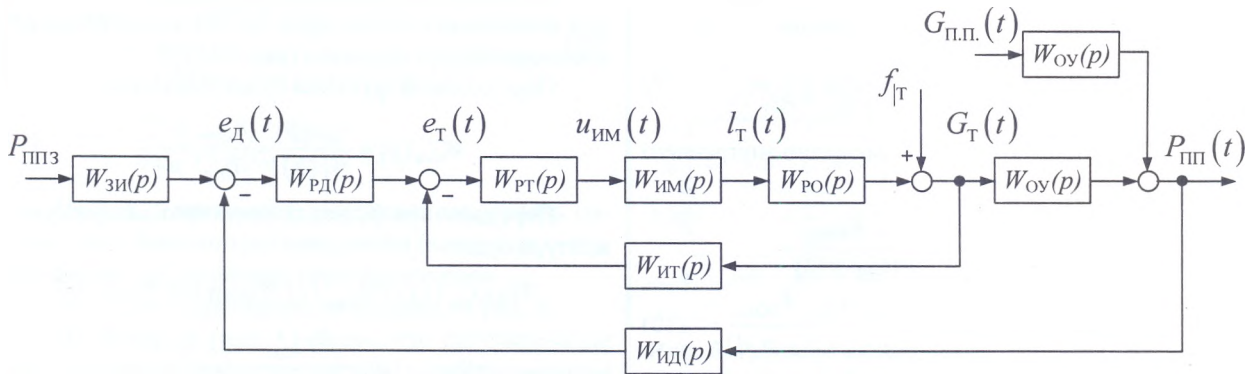 G_П.П.(t)
W_ОУ(p)
f_|Т
e_Д(t) e_Т(t) u_ИМ(t) l_Т(t) G_Т(t)
P_ППЗ P_ПП(t)
W_ЗИ(p) W_РД(p) W_РТ(p) W_ИМ(p) W_РО(p) W_ОУ(p)
− − +
W_ИТ(p)
W_ИД(p)